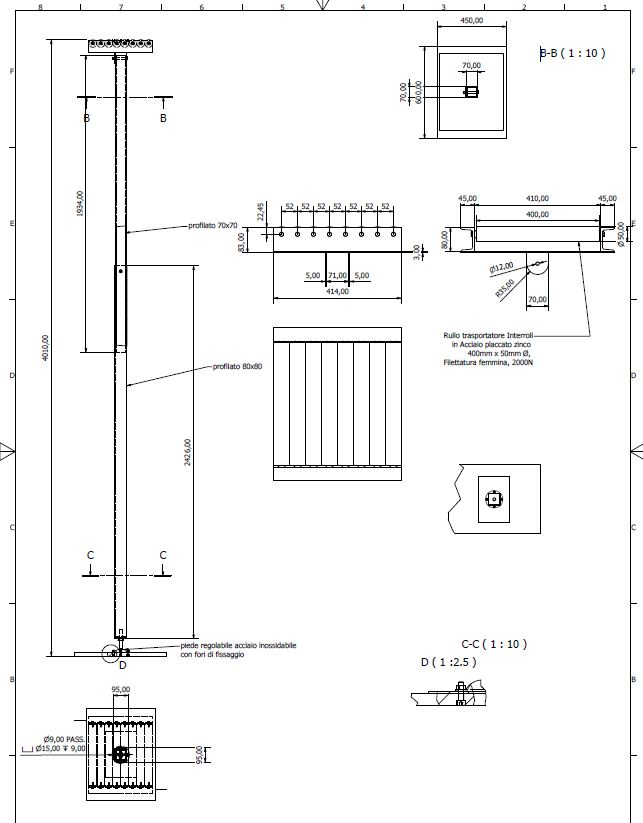 8 7 6 5 4 3 2 1
450,00
B-B ( 1 : 10 )
F
F
70,00
70,00
600,00
B
B
1934,00
45,00
410,00
45,00
400,00
22,45
52 52 52 52 52 52 52
E
E
profilato 70x70
83,00
3,00
80,00
Ø 50,00
Ø12,00
5,00 71,00 5,00
R35,00
414,00
70,00
4010,00
Rullo trasportatore Interroll
in Acciaio placcato zinco
400mm x 50mm Ø,
Filettatura femmina, 2000N
profilato 80x80
D
D
2426,00
C
C
C
C
C-C ( 1 : 10 )
piede regolabile acciaio inossidabile
con fori di fissaggio
D
D ( 1 :2.5 )
B
B
95,00
Ø9,00 PASS.
⌴ Ø15,00 ↧ 9,00
95,00